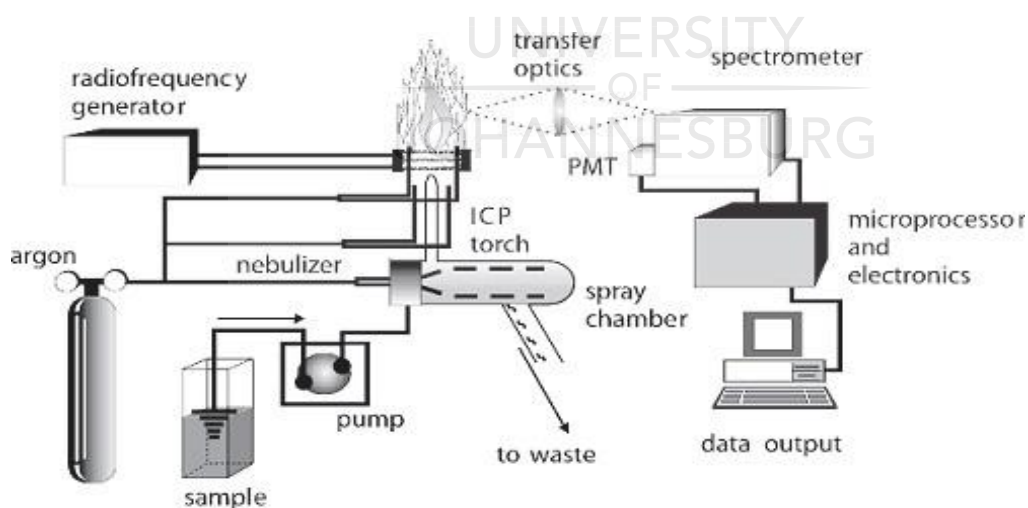 UNIVERSITY
OF
JOHANNESBURG
radiofrequency
generator
transfer
optics
spectrometer
PMT
ICP
torch
microprocessor
and
electronics
argon
nebulizer
spray
chamber
pump
sample
to waste
data output